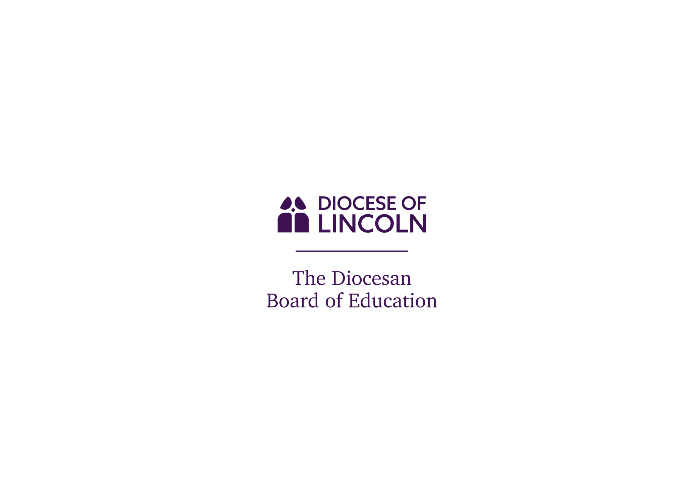 DIOCESE OF
LINCOLN
The Diocesan
Board of Education